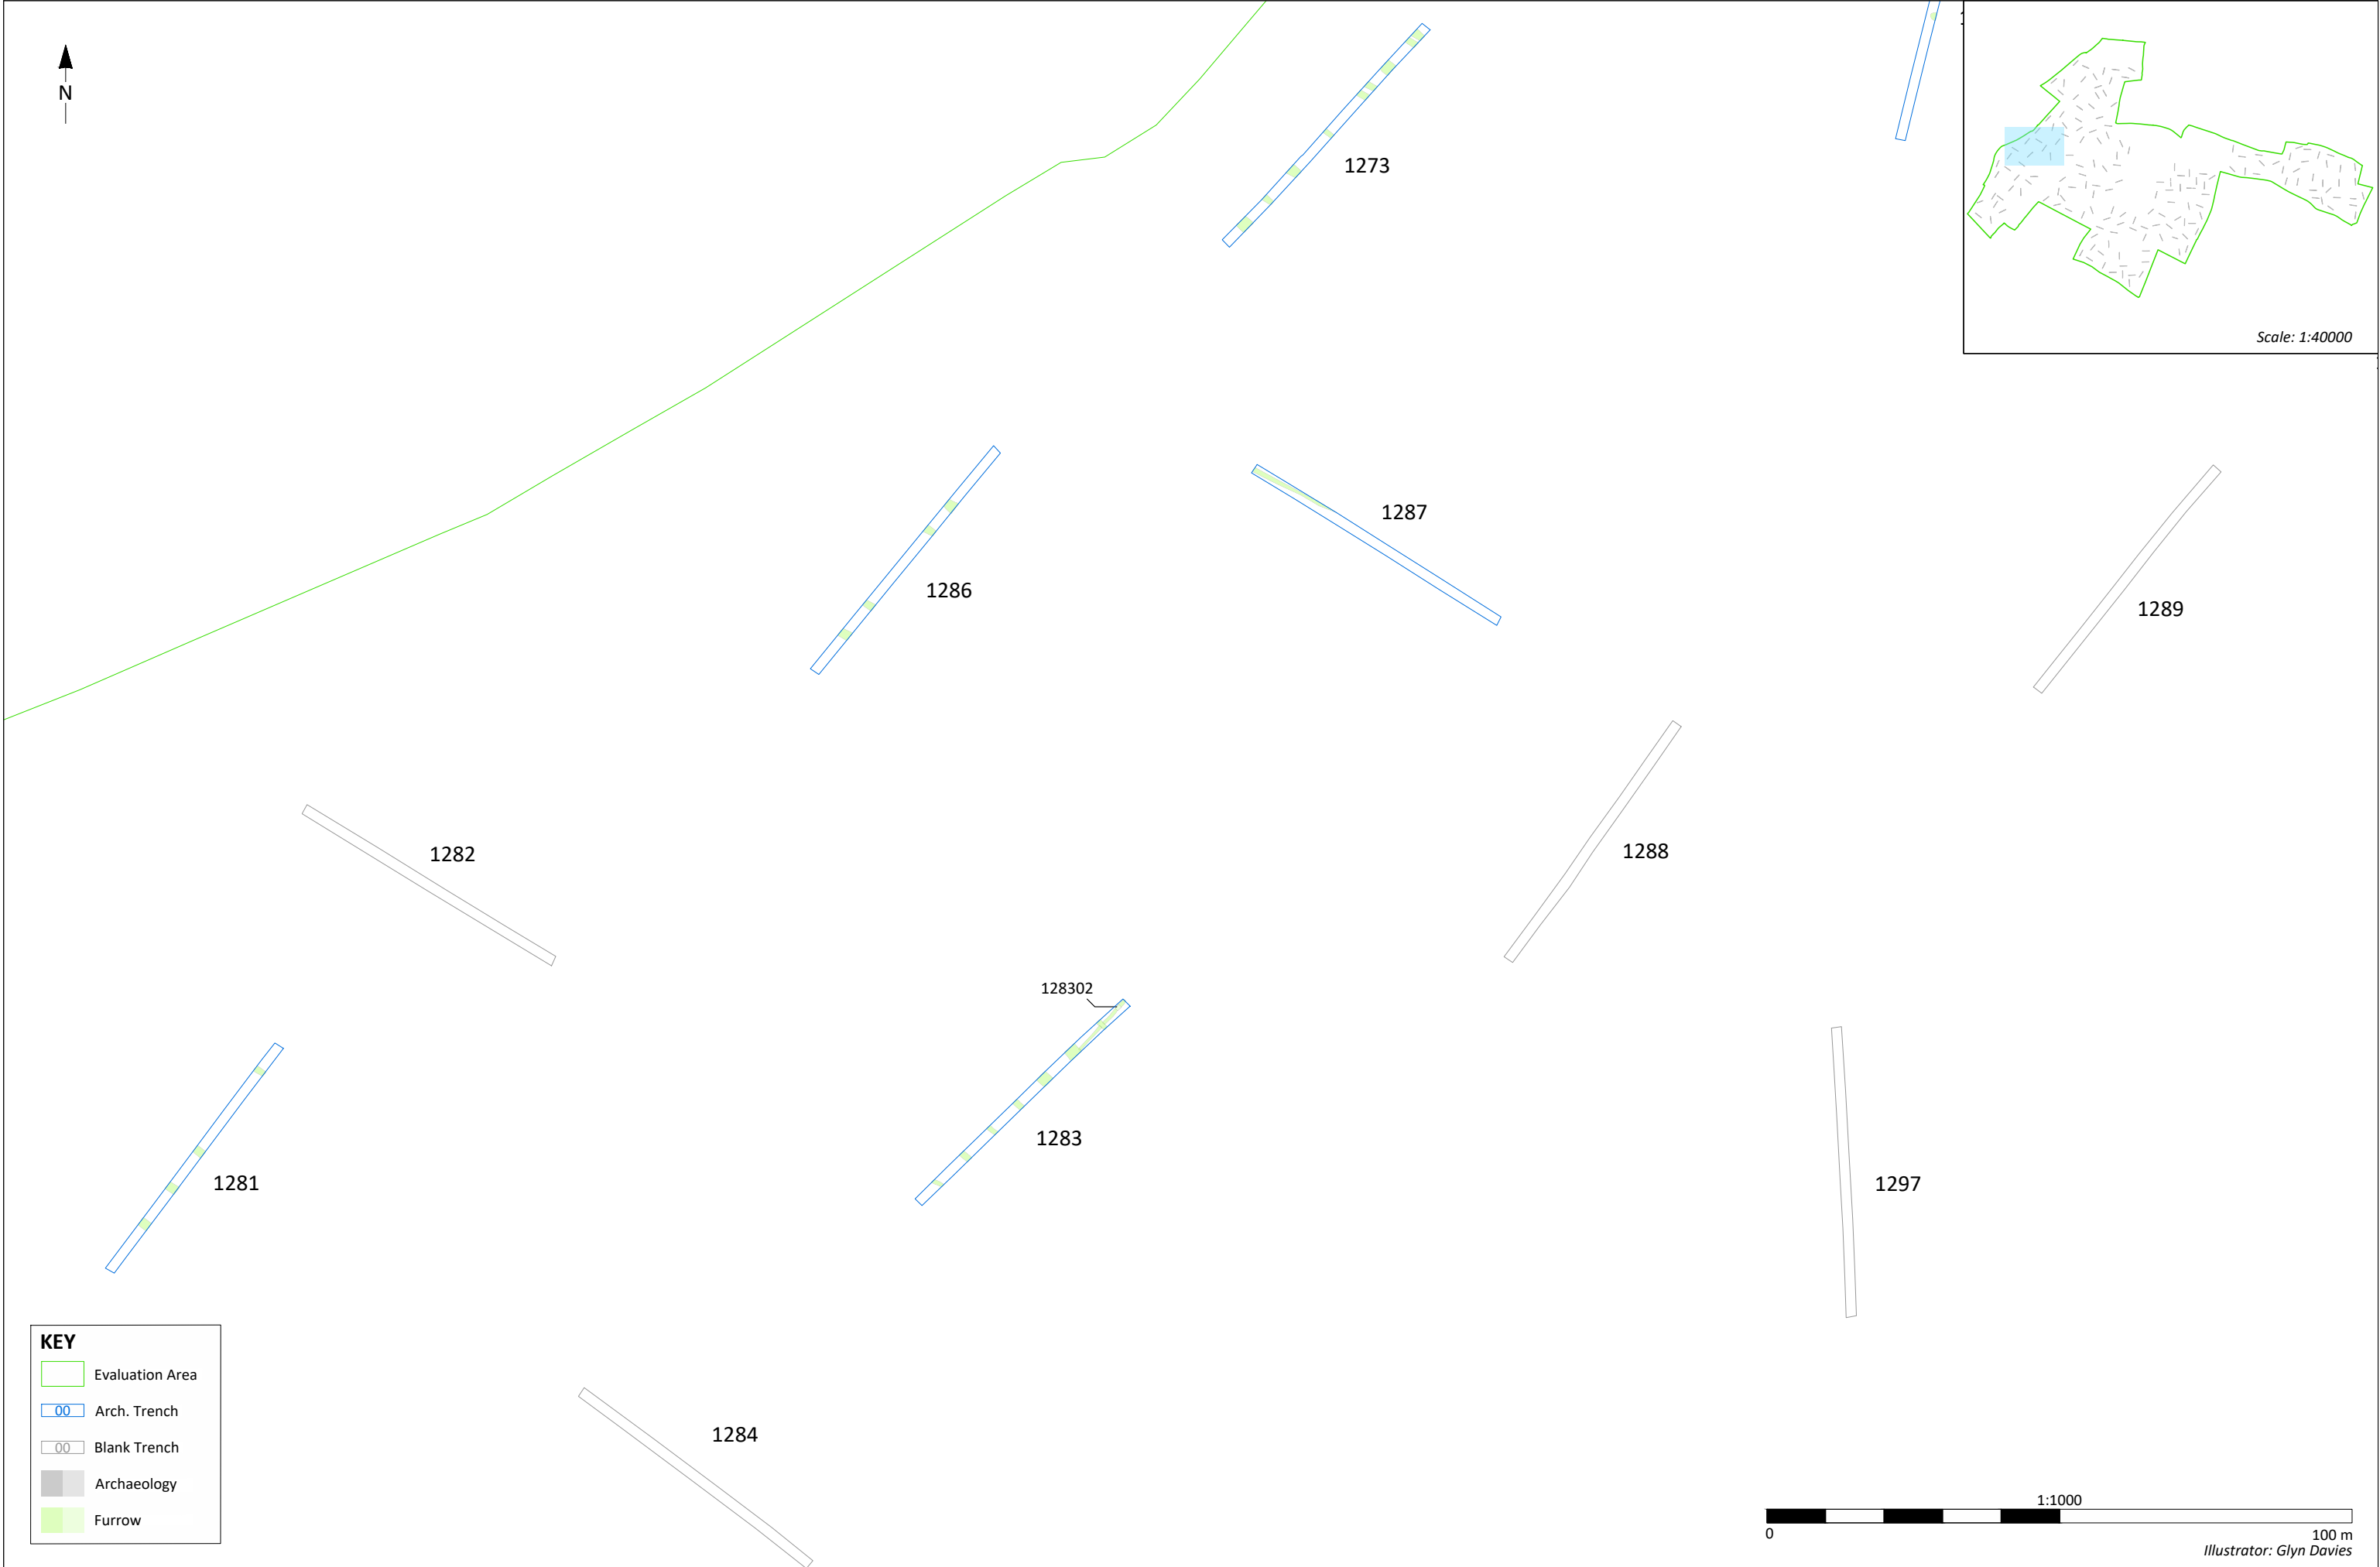 N
1273
Scale: 1:40000
1287
1286
1289
1282
1288
128302
1283
1281
1297
1284
KEY
Evaluation Area
00 Arch. Trench
00 Blank Trench
Archaeology
Furrow
1:1000
0 100 m
Illustrator: Glyn Davies